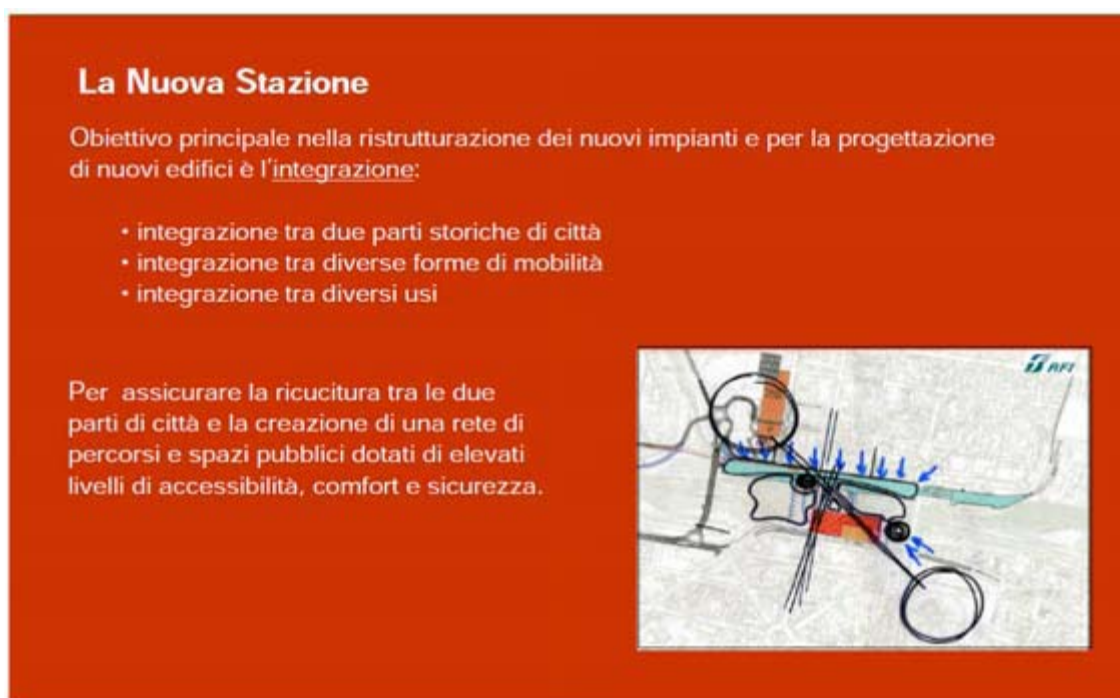 La Nuova Stazione
Obiettivo principale nella ristrutturazione dei nuovi impianti e per la progettazione
di nuovi edifici è l'integrazione:
• integrazione tra due parti storiche di città
• integrazione tra diverse forme di mobilità
• integrazione tra diversi usi
Per assicurare la ricucitura tra le due
parti di città e la creazione di una rete di
percorsi e spazi pubblici dotati di elevati
livelli di accessibilità, comfort e sicurezza.
RFI